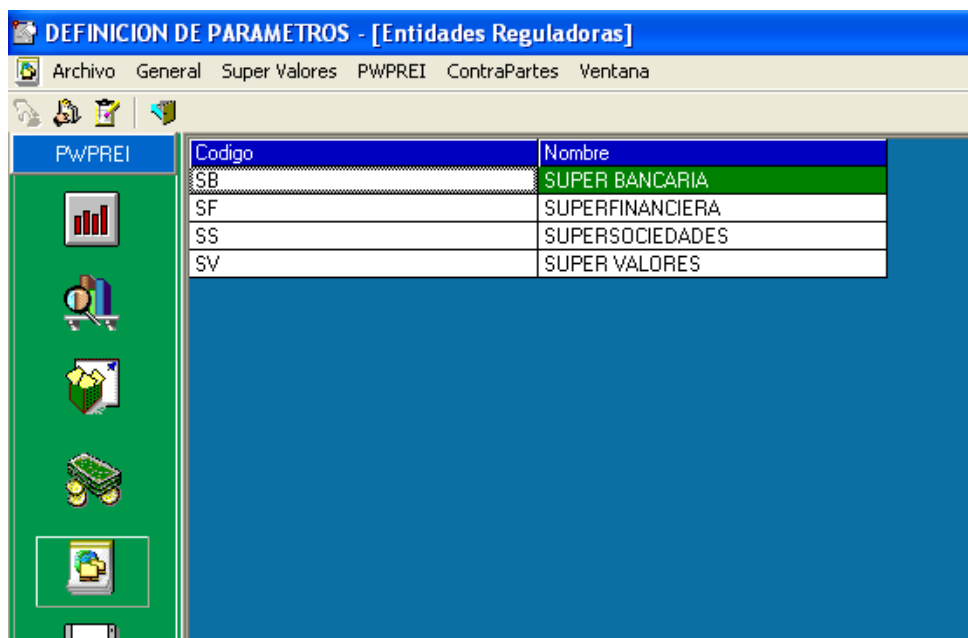 DEFINICION DE PARAMETROS - [Entidades Reguladoras]
Archivo General Super Valores PWPREI ContraPartes Ventana
PWPREI
Codigo Nombre
SB SUPER BANCARIA
SF SUPERFINANCIERA
SS SUPERSOCIEDADES
SV SUPER VALORES